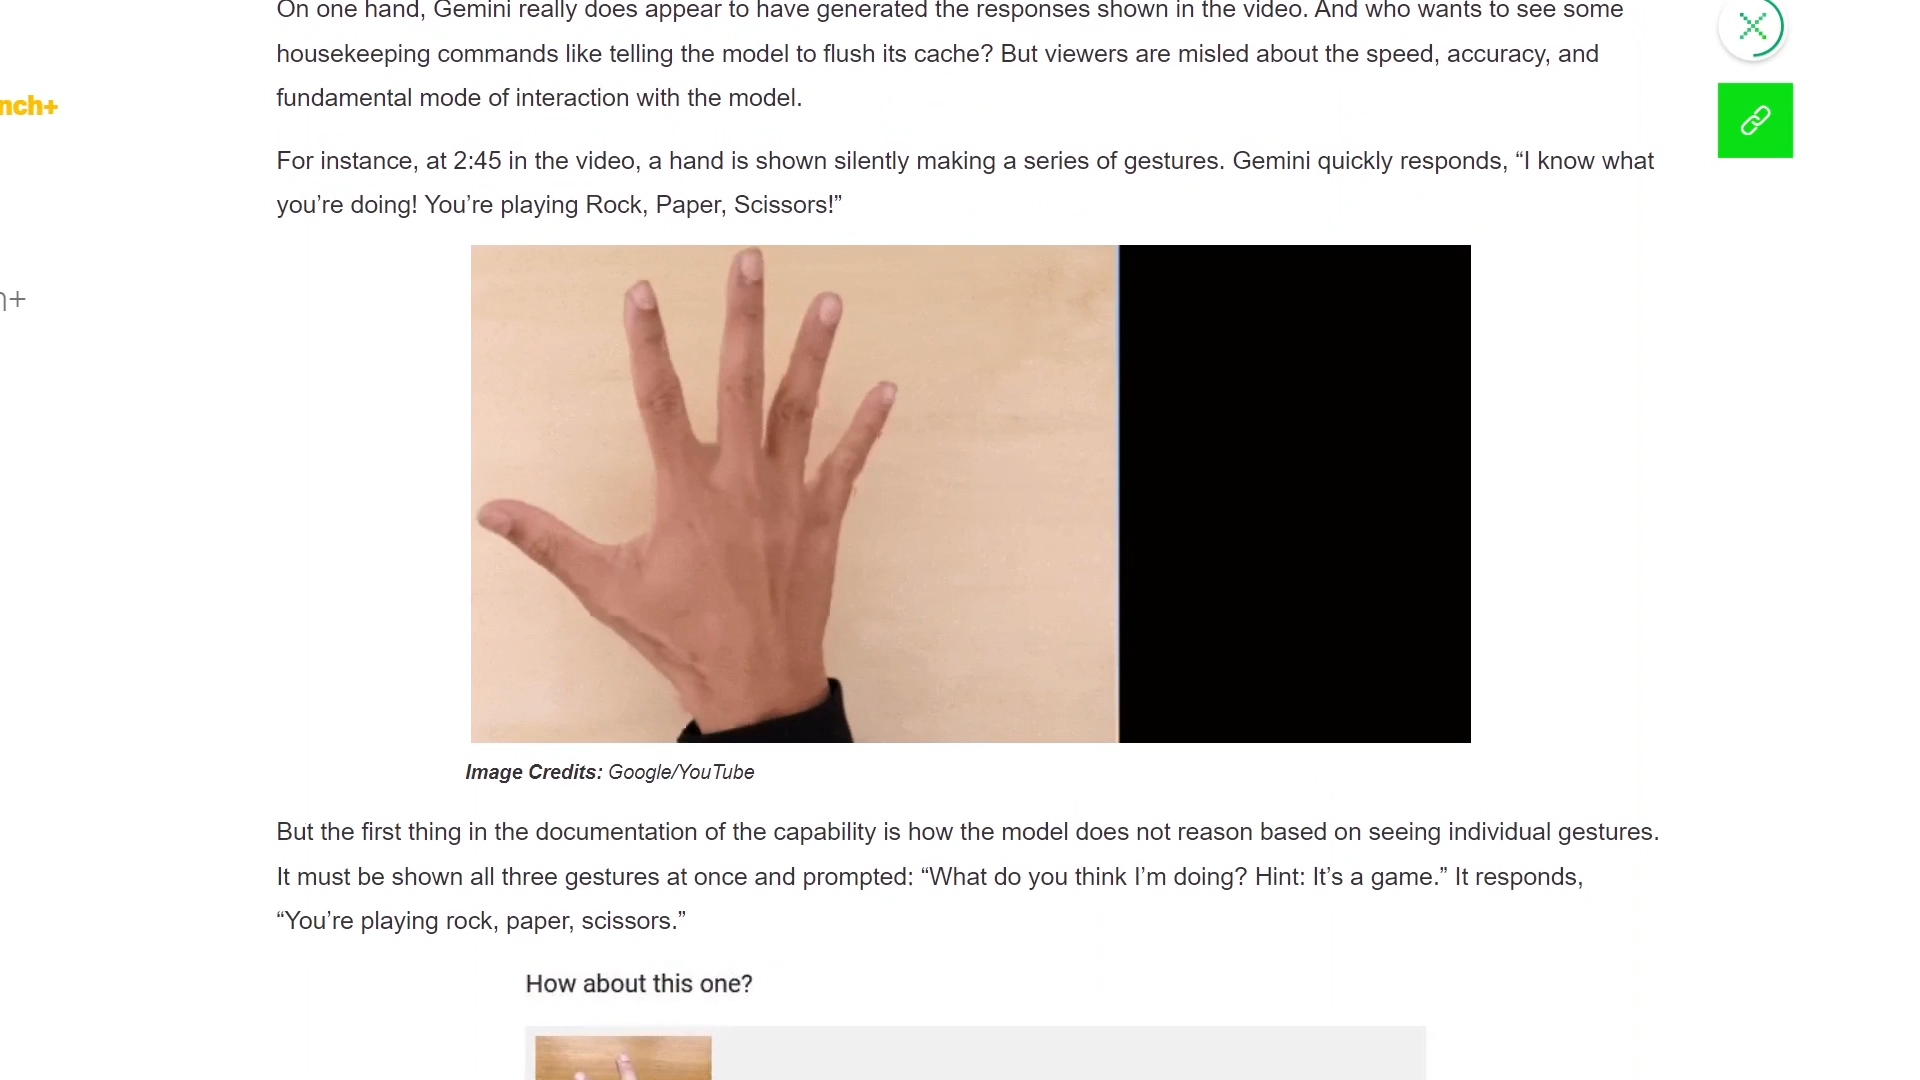 On one hand, Gemini really does appear to have generated the responses shown in the video. And who wants to see some
housekeeping commands like telling the model to flush its cache? But viewers are misled about the speed, accuracy, and
fundamental mode of interaction with the model.
nch+
For instance, at 2:45 in the video, a hand is shown silently making a series of gestures. Gemini quickly responds, “I know what
you’re doing! You’re playing Rock, Paper, Scissors!”
n+
Image Credits: Google/YouTube
But the first thing in the documentation of the capability is how the model does not reason based on seeing individual gestures.
It must be shown all three gestures at once and prompted: “What do you think I’m doing? Hint: It’s a game.” It responds,
“You’re playing rock, paper, scissors.”
How about this one?